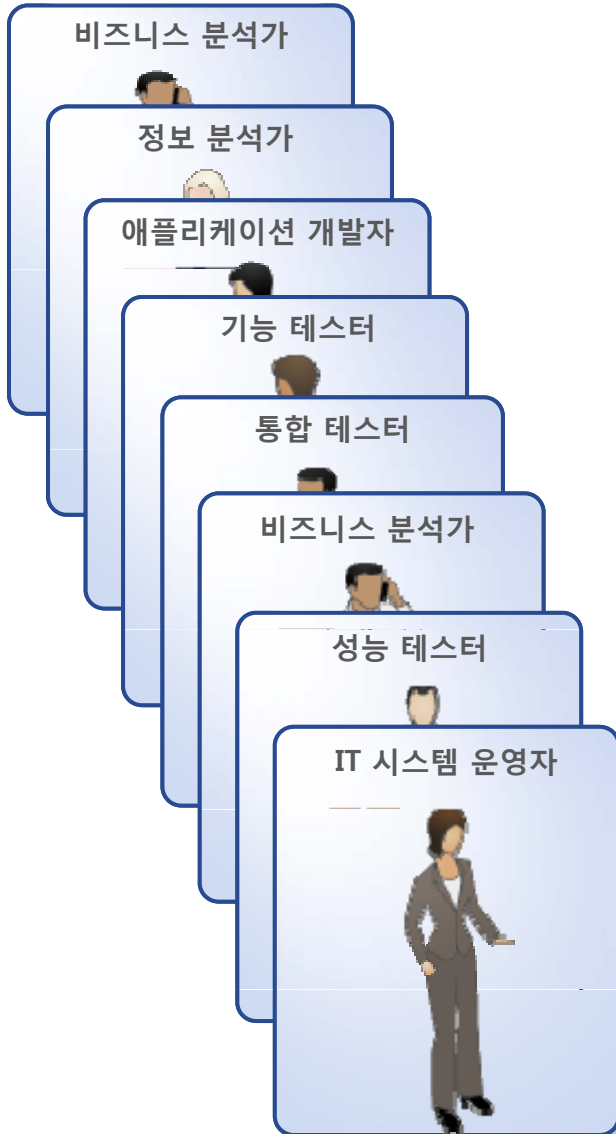 비즈니스 분석가
정보 분석가
애플리케이션 개발자
기능 테스터
통합 테스터
비즈니스 분석가
성능 테스터
IT 시스템 운영자